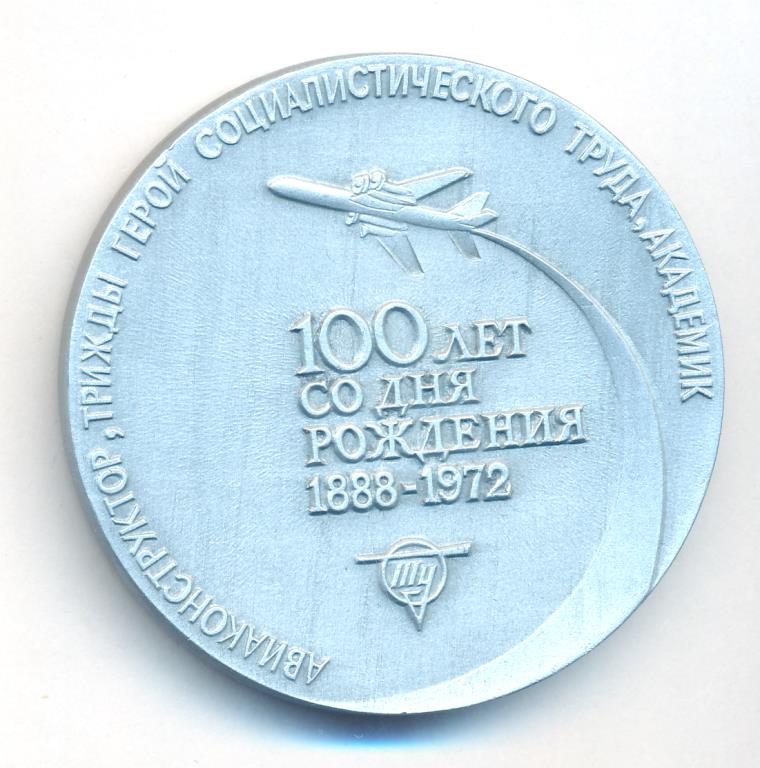 АВИАКОНСТРУКТОР, ТРИЖДЫ ГЕРОЙ СОЦИАЛИСТИЧЕСКОГО ТРУДА, АКАДЕМИК
100 ЛЕТ
СО ДНЯ
РОЖДЕНИЯ
1888-1972
ту